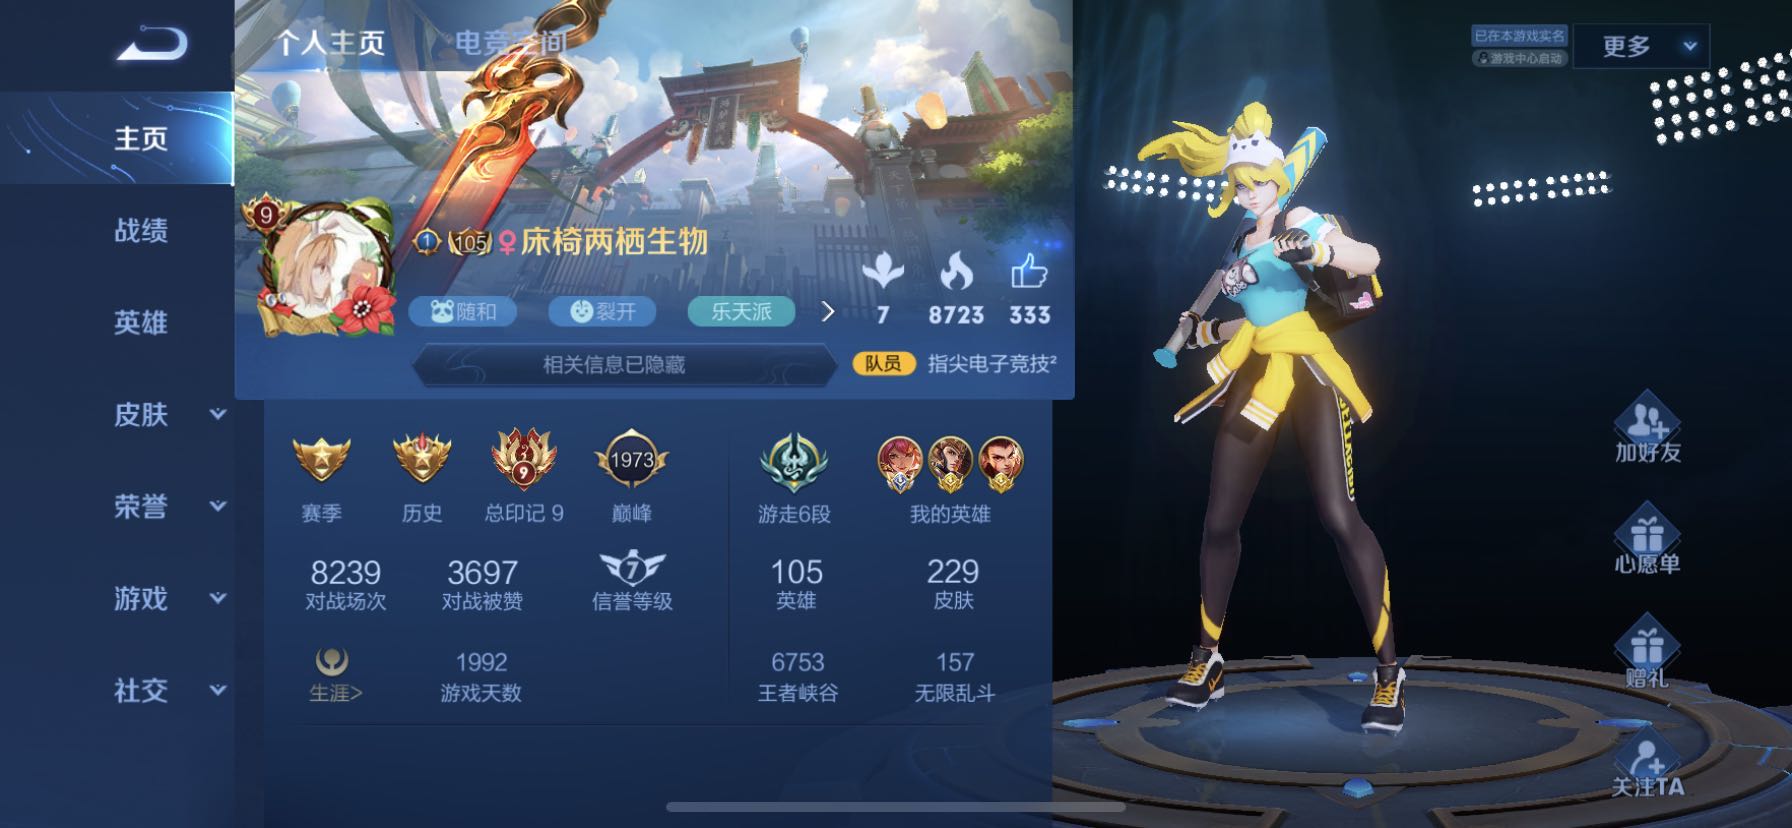 个人主页
电竞空间
已在本游戏实名
游戏中心启动
更多
主页
战绩
英雄
皮肤
荣誉
游戏
社交
9
1
105
床椅两栖生物
随和
裂开
乐天派
7
8723
333
相关信息已隐藏
队员
指尖电子竞技²
9
1973
赛季
历史
总印记 9
巅峰
游走6段
我的英雄
8239
3697
7
105
229
对战场次
对战被赞
信誉等级
英雄
皮肤
1992
6753
157
生涯>
游戏天数
王者峡谷
无限乱斗
加好友
心愿单
赠礼
关注TA